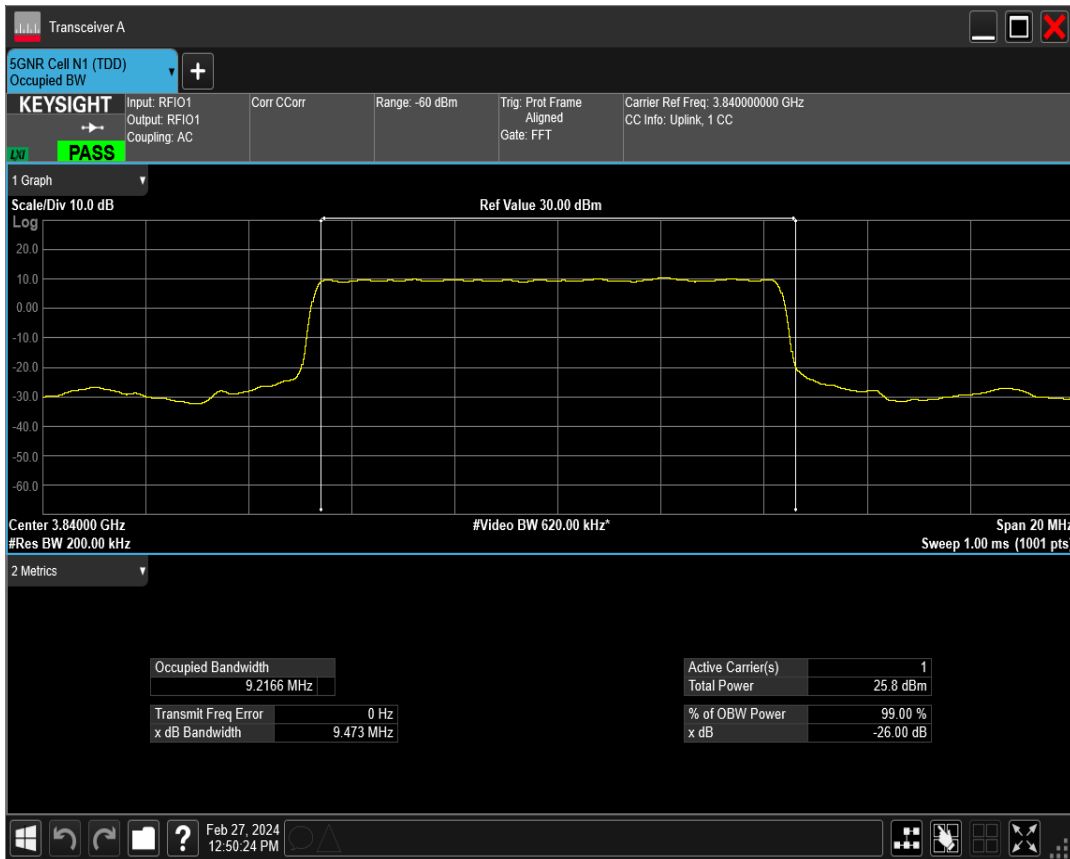 Transceiver A
5GNR Cell N1 (TDD)
Occupied BW
+
KEYSIGHT
LXI
PASS
Input: RFIO1
Output: RFIO1
Coupling: AC
Corr CCorr
Range: -60 dBm
Trig: Prot Frame
Aligned
Gate: FFT
Carrier Ref Freq: 3.840000000 GHz
CC Info: Uplink, 1 CC
1 Graph
Scale/Div 10.0 dB
Ref Value 30.00 dBm
Log
20.0
10.0
0.00
-10.0
-20.0
-30.0
-40.0
-50.0
-60.0
Center 3.84000 GHz
#Video BW 620.00 kHz*
Span 20 MHz
#Res BW 200.00 kHz
Sweep 1.00 ms (1001 pts)
2 Metrics
Occupied Bandwidth
9.2166 MHz
Transmit Freq Error 0 Hz
x dB Bandwidth 9.473 MHz
Active Carrier(s) 1
Total Power 25.8 dBm
% of OBW Power 99.00 %
x dB -26.00 dB
?
Feb 27, 2024
12:50:24 PM